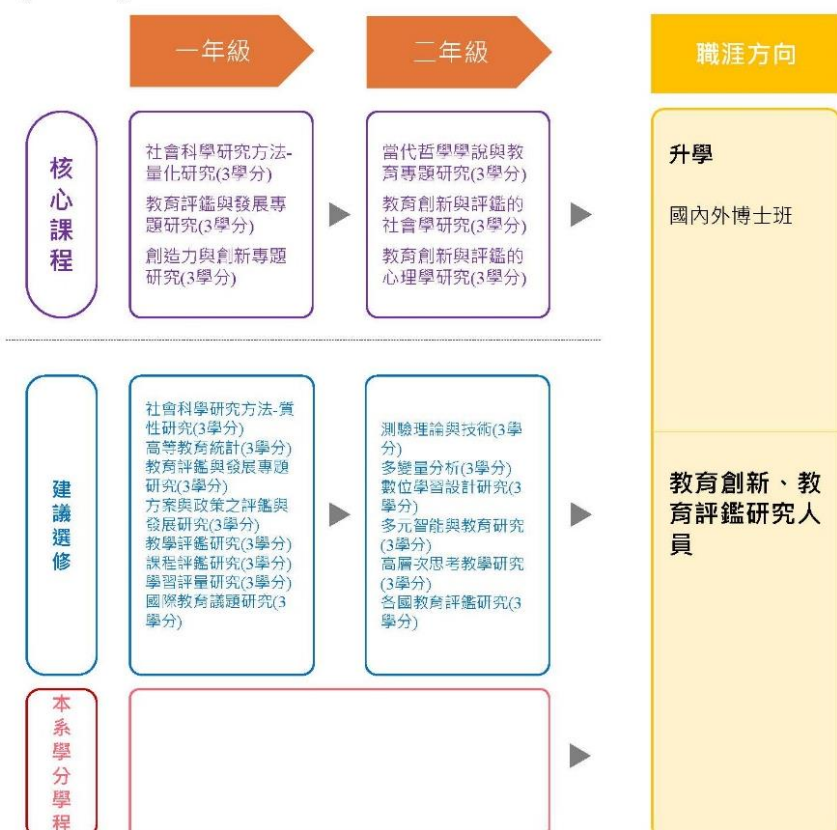 一年級
二年級
職涯方向
核心課程
社會科學研究方法-
量化研究(3學分)
教育評鑑與發展專
題研究(3學分)
創造力與創新專題
研究(3學分)
當代哲學學說與教
育專題研究(3學分)
教育創新與評鑑的
社會學研究(3學分)
教育創新與評鑑的
心理學研究(3學分)
升學
國內外博士班
建議選修
社會科學研究方法-質
性研究(3學分)
高等教育統計(3學分)
教育評鑑與發展專題
研究(3學分)
方案與政策之評鑑與
發展研究(3學分)
教學評鑑研究(3學分)
課程評鑑研究(3學分)
學習評量研究(3學分)
國際教育議題研究(3
學分)
測驗理論與技術(3學
分)
多變量分析(3學分)
數位學習設計研究(3
學分)
多元智能與教育研究
(3學分)
高層次思考教學研究
(3學分)
各國教育評鑑研究(3
學分)
教育創新、教
育評鑑研究人
員
本系學分學程